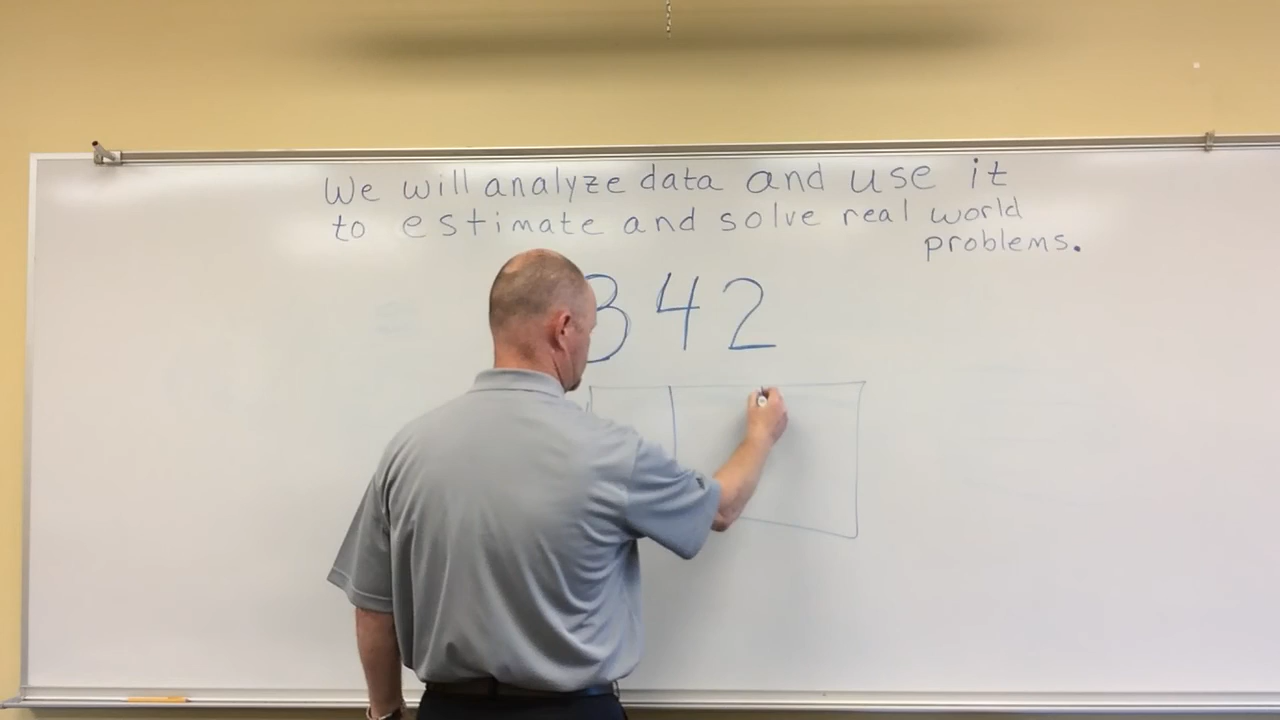 We will analyze data and use it
to estimate and solve real world
problems.
342